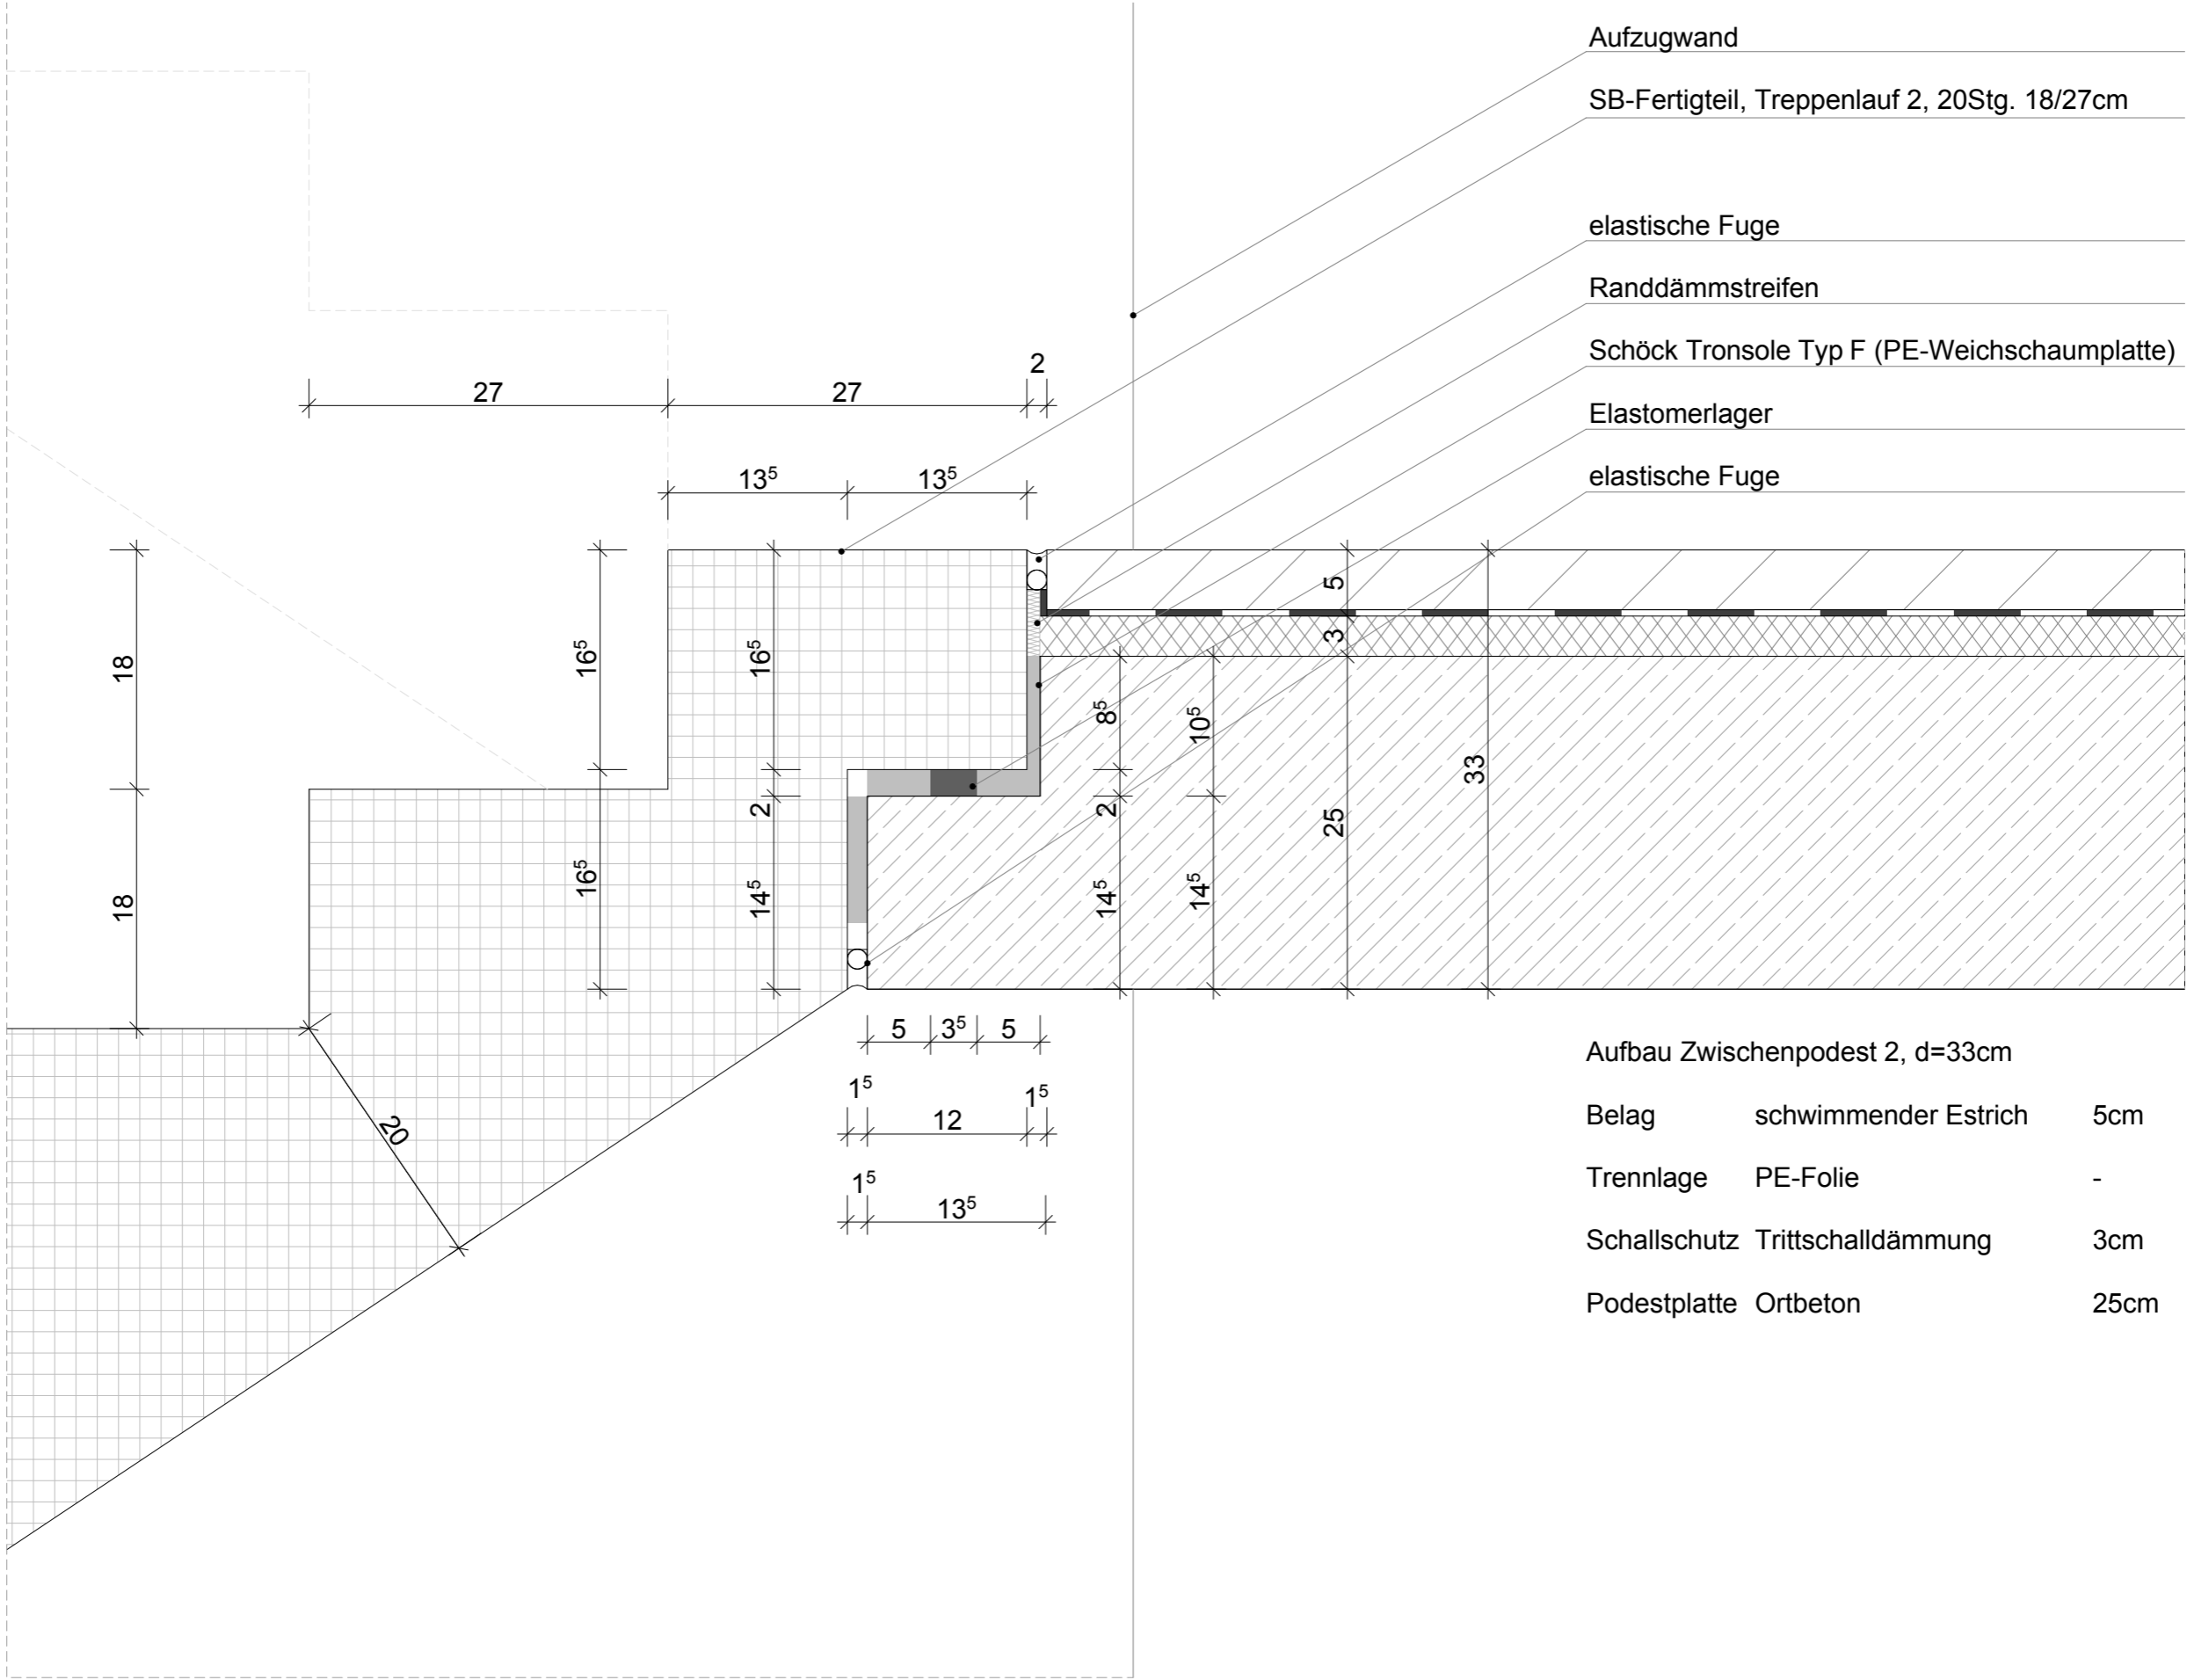 Aufzugwand
SB-Fertigteil, Treppenlauf 2, 20Stg. 18/27cm
elastische Fuge
Randdämmstreifen
Schöck Tronsole Typ F (PE-Weichschaumplatte)
Elastomerlager
elastische Fuge
27
27
2
13⁵
13⁵
18
18
16⁵
16⁵
16⁵
2
14⁵
8⁵
2
14⁵
10⁵
14⁵
5
3
25
33
5
3⁵
5
1⁵
12
1⁵
1⁵
13⁵
20
Aufbau Zwischenpodest 2, d=33cm
Belag schwimmender Estrich 5cm
Trennlage PE-Folie -
Schallschutz Trittschalldämmung 3cm
Podestplatte Ortbeton 25cm